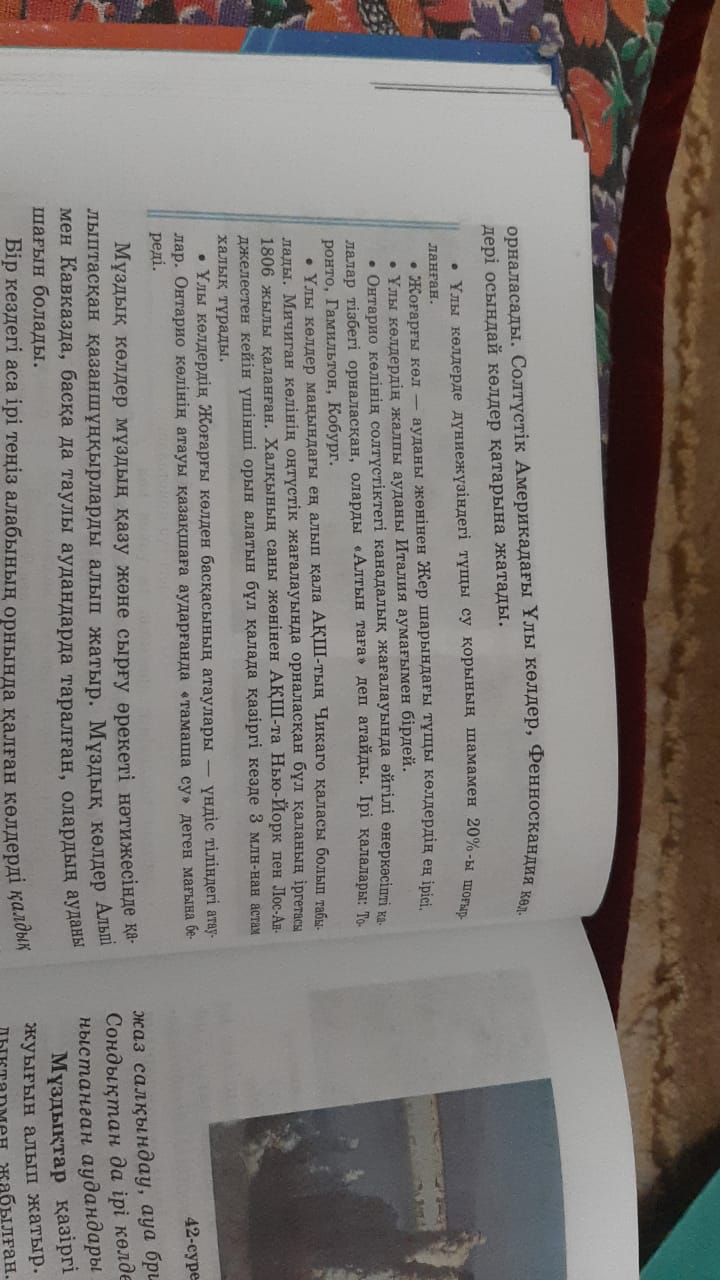 орналасады. Солтүстік Америкадағы Ұлы көлдер, Фенноскандия көл-
дері осындай көлдер қатарына жатады.
• Ұлы көлдерде дүниежүзіндегі тұщы су қорының шамамен 20%-ы шоғыр-
ланған.
• Жоғарғы көл — ауданы жөнінен Жер шарындағы тұщы көлдердің ең ірісі.
• Ұлы көлдердің жалпы ауданы Италия аумағымен бірдей.
• Онтарио көлінің солтүстіктегі канадалық жағалауында әйгілі өнеркәсіпті қа-
лалар тізбегі орналасқан, оларды «Алтын таға» деп атайды. Ірі қалалары: То-
ронто, Гамильтон, Кобург.
• Ұлы көлдер маңындағы ең алып қала АҚШ-тың Чикаго қаласы болып табы-
лады. Мичиган көлінің оңтүстік жағалауында орналасқан бұл қаланың іргетасы
1806 жылы қаланған. Халқының саны жөнінен АҚШ-та Нью-Йорк пен Лос-Ан-
джелестен кейін үшінші орын алатын бұл қалада қазіргі кезде 3 млн-нан астам
халық тұрады.
• Ұлы көлдердің Жоғарғы көлден басқасының атаулары — үндіс тіліндегі атау-
лар. Онтарио көлінің атауы қазақшаға аударғанда «тамаша су» деген мағына бе-
реді.
Мұздық көлдер мұздың қазу және сырғу әрекеті нәтижесінде қа-
лыптасқан қазаншұңқырларды алып жатыр. Мұздық көлдер Альпі
мен Кавказда, басқа да таулы аудандарда таралған, олардың ауданы
шағын болады.
Бір кездегі аса ірі теңіз алабының орнында қалған көлдерді қалдық
42-суре
жаз салқындау, ауа
Сондықтан да ірі көлде
ныстанған аудандары
Мұздықтар қазіргі
жуығын алып жатыр.
жабылған.